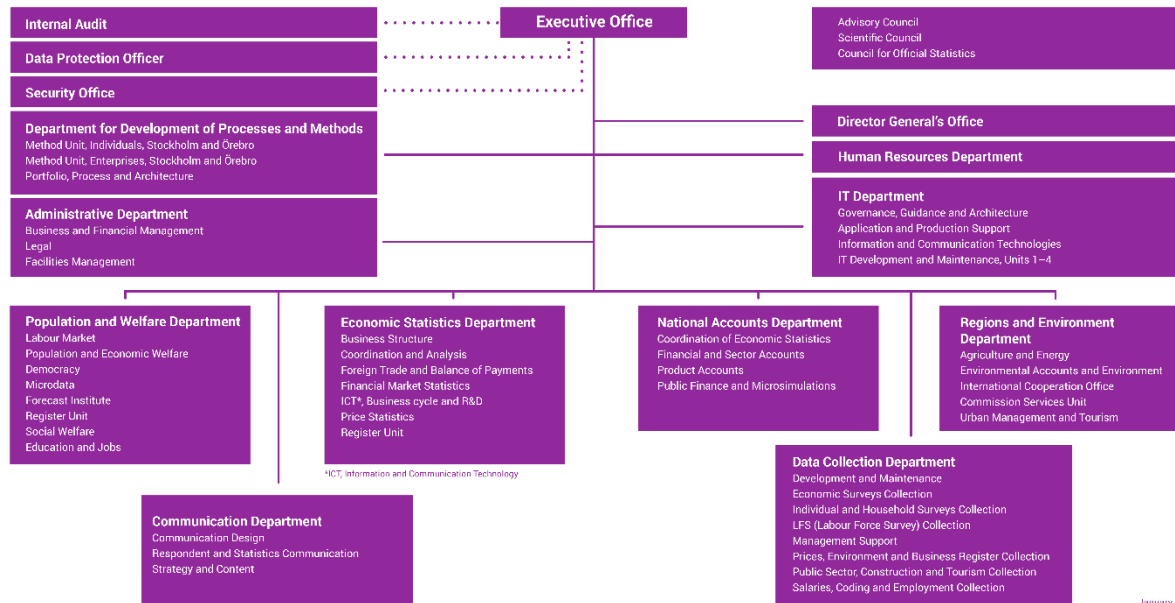 Internal Audit
Data Protection Officer
Security Office
Executive Office
Advisory Council
Scientific Council
Council for Official Statistics
Department for Development of Processes and Methods
Method Unit, Individuals, Stockholm and Örebro
Method Unit, Enterprises, Stockholm and Örebro
Portfolio, Process and Architecture
Administrative Department
Business and Financial Management
Legal
Facilities Management
Director General's Office
Human Resources Department
IT Department
Governance, Guidance and Architecture
Application and Production Support
Information and Communication Technologies
IT Development and Maintenance, Units 1–4
Population and Welfare Department
Labour Market
Population and Economic Welfare
Democracy
Microdata
Forecast Institute
Register Unit
Social Welfare
Education and Jobs
Economic Statistics Department
Business Structure
Coordination and Analysis
Foreign Trade and Balance of Payments
Financial Market Statistics
ICT*, Business cycle and R&D
Price Statistics
Register Unit
*ICT, Information and Communication Technology
National Accounts Department
Coordination of Economic Statistics
Financial and Sector Accounts
Product Accounts
Public Finance and Microsimulations
Regions and Environment
Department
Agriculture and Energy
Environmental Accounts and Environment
International Cooperation Office
Commission Services Unit
Urban Management and Tourism
Communication Department
Communication Design
Respondent and Statistics Communication
Strategy and Content
Data Collection Department
Development and Maintenance
Economic Surveys Collection
Individual and Household Surveys Collection
LFS (Labour Force Survey) Collection
Management Support
Prices, Environment and Business Register Collection
Public Sector, Construction and Tourism Collection
Salaries, Coding and Employment Collection